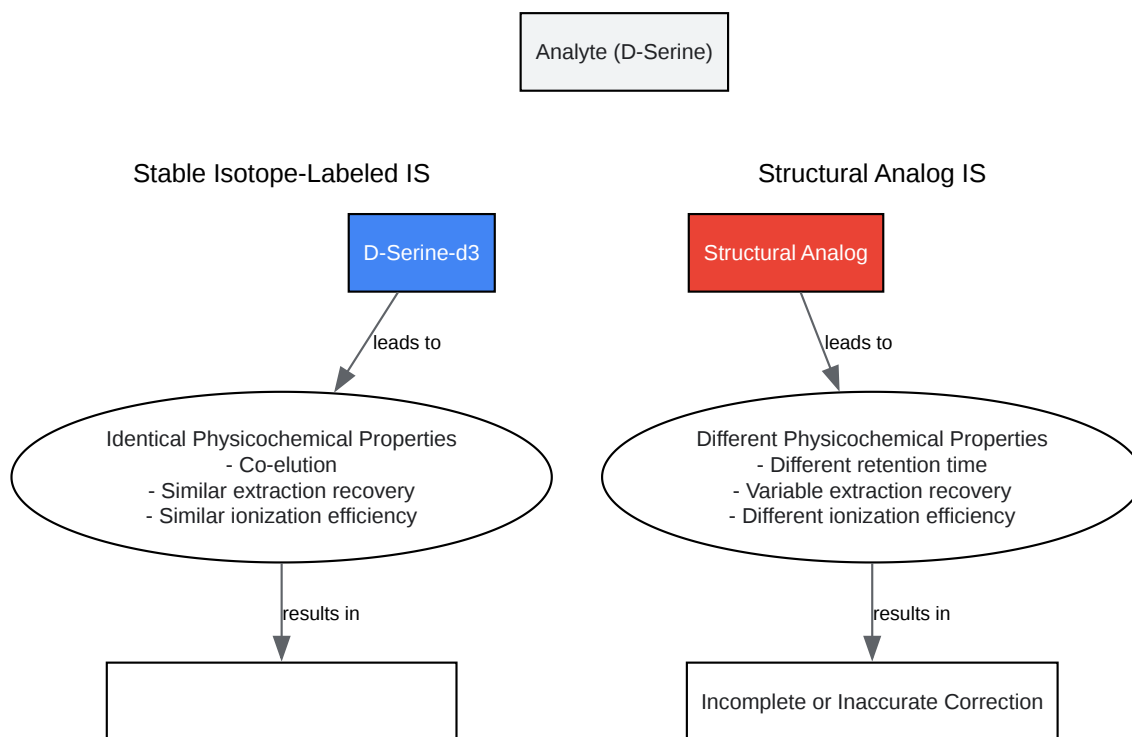 Analyte (D-Serine)
Stable Isotope-Labeled IS
Structural Analog IS
D-Serine-d3
Structural Analog
leads to
leads to
Identical Physicochemical Properties
- Co-elution
- Similar extraction recovery
- Similar ionization efficiency
Different Physicochemical Properties
- Different retention time
- Variable extraction recovery
- Different ionization efficiency
results in
results in
Incomplete or Inaccurate Correction